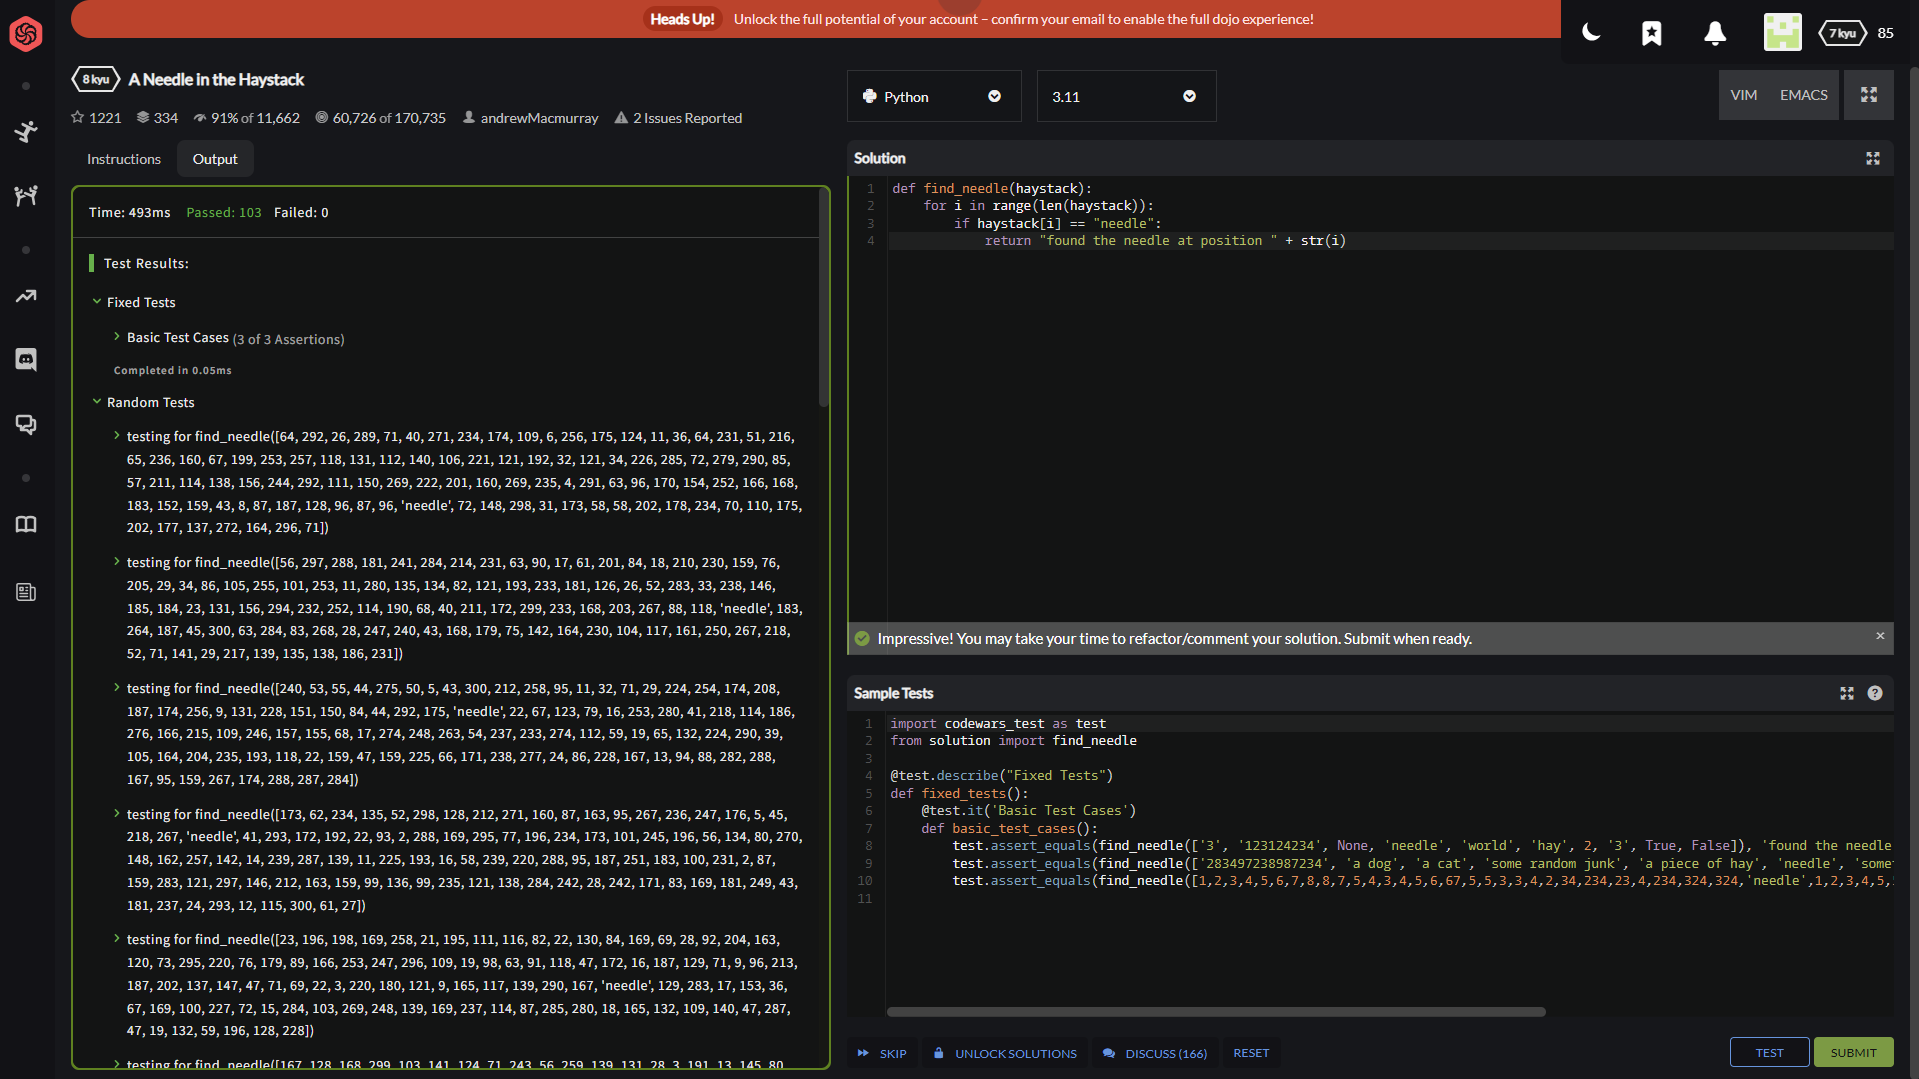 Heads Up! Unlock the full potential of your account – confirm your email to enable the full dojo experience!
7 kyu 85
8 kyu A Needle in the Haystack
1221 334 91% of 11,662 60,726 of 170,735 andrewMacmurray 2 Issues Reported
Instructions Output
Time: 493ms Passed: 103 Failed: 0
Test Results:
Fixed Tests
Basic Test Cases (3 of 3 Assertions)
Completed in 0.05ms
Random Tests
testing for find_needle([64, 292, 26, 289, 71, 40, 271, 234, 174, 109, 6, 256, 175, 124, 11, 36, 64, 231, 51, 216,
65, 236, 160, 67, 199, 253, 257, 118, 131, 112, 140, 106, 221, 121, 192, 32, 121, 34, 226, 285, 72, 279, 290, 85,
57, 211, 114, 138, 156, 244, 292, 111, 150, 269, 222, 201, 160, 269, 235, 4, 291, 63, 96, 170, 154, 252, 166, 168,
183, 152, 159, 43, 8, 87, 187, 128, 96, 87, 96, 'needle', 72, 148, 298, 31, 173, 58, 58, 202, 178, 234, 70, 110, 175,
202, 177, 137, 272, 164, 296, 71])
testing for find_needle([56, 297, 288, 181, 241, 284, 214, 231, 63, 90, 17, 61, 201, 84, 18, 210, 230, 159, 76,
205, 29, 34, 86, 105, 255, 101, 253, 11, 280, 135, 134, 82, 121, 193, 233, 181, 126, 26, 52, 283, 33, 238, 146,
185, 184, 23, 131, 156, 294, 232, 252, 114, 190, 68, 40, 211, 172, 299, 233, 168, 203, 267, 88, 118, 'needle', 183,
264, 187, 45, 300, 63, 284, 83, 268, 28, 247, 240, 43, 168, 179, 75, 142, 164, 230, 104, 117, 161, 250, 267, 218,
52, 71, 141, 29, 217, 139, 135, 138, 186, 231])
testing for find_needle([240, 53, 55, 44, 275, 50, 5, 43, 300, 212, 258, 95, 11, 32, 71, 29, 224, 254, 174, 208,
187, 174, 256, 9, 131, 228, 151, 150, 84, 44, 292, 175, 'needle', 22, 67, 123, 79, 16, 253, 280, 41, 218, 114, 186,
276, 166, 215, 109, 246, 157, 155, 68, 17, 274, 248, 263, 54, 237, 233, 274, 112, 59, 19, 65, 132, 224, 290, 39,
105, 164, 204, 235, 193, 118, 22, 159, 47, 159, 225, 66, 171, 238, 277, 24, 86, 228, 167, 13, 94, 88, 282, 288,
167, 95, 159, 267, 174, 288, 287, 284])
testing for find_needle([173, 62, 234, 135, 52, 298, 128, 212, 271, 160, 87, 163, 95, 267, 236, 247, 176, 5, 45,
218, 267, 'needle', 41, 293, 172, 192, 22, 93, 2, 288, 169, 295, 77, 196, 234, 173, 101, 245, 196, 56, 134, 80, 270,
148, 162, 257, 142, 14, 239, 287, 139, 11, 225, 193, 16, 58, 239, 220, 288, 95, 187, 251, 183, 100, 231, 2, 87,
159, 283, 121, 297, 146, 212, 163, 159, 99, 136, 99, 235, 121, 138, 284, 242, 28, 242, 171, 83, 169, 181, 249, 43,
181, 237, 24, 293, 12, 115, 300, 61, 27])
testing for find_needle([23, 196, 198, 169, 258, 21, 195, 111, 116, 82, 22, 130, 84, 169, 69, 28, 92, 204, 163,
120, 73, 295, 220, 76, 179, 89, 166, 253, 247, 296, 109, 19, 98, 63, 91, 118, 47, 172, 16, 187, 129, 71, 9, 96, 213,
187, 202, 137, 147, 47, 71, 69, 22, 3, 220, 180, 121, 9, 165, 117, 139, 290, 167, 'needle', 129, 283, 17, 153, 36,
67, 169, 100, 227, 72, 15, 284, 103, 269, 248, 139, 169, 237, 114, 87, 285, 280, 18, 165, 132, 109, 140, 47, 287,
47, 19, 132, 59, 196, 128, 228])
testing for find_needle([167, 128, 168, 299, 103, 141, 124, 71, 243, 56, 259, 139, 131, 28, 3, 191, 13, 145, 80,
Python 3.11 VIM EMACS
Solution
1 def find_needle(haystack):
2 for i in range(len(haystack)):
3 if haystack[i] == "needle":
4 return "found the needle at position " + str(i)
Impressive! You may take your time to refactor/comment your solution. Submit when ready. ×
Sample Tests
1 import codewars_test as test
2 from solution import find_needle
3
4 @test.describe("Fixed Tests")
5 def fixed_tests():
6 @test.it('Basic Test Cases')
7 def basic_test_cases():
8 test.assert_equals(find_needle(['3', '123124234', None, 'needle', 'world', 'hay', 2, '3', True, False]), 'found the needle
9 test.assert_equals(find_needle(['283497238987234', 'a dog', 'a cat', 'some random junk', 'a piece of hay', 'needle', 'some
10 test.assert_equals(find_needle([1,2,3,4,5,6,7,8,8,7,5,4,3,4,5,6,67,5,5,3,3,4,2,34,234,23,4,234,324,324,'needle',1,2,3,4,5,
11
SKIP UNLOCK SOLUTIONS DISCUSS (166) RESET TEST SUBMIT